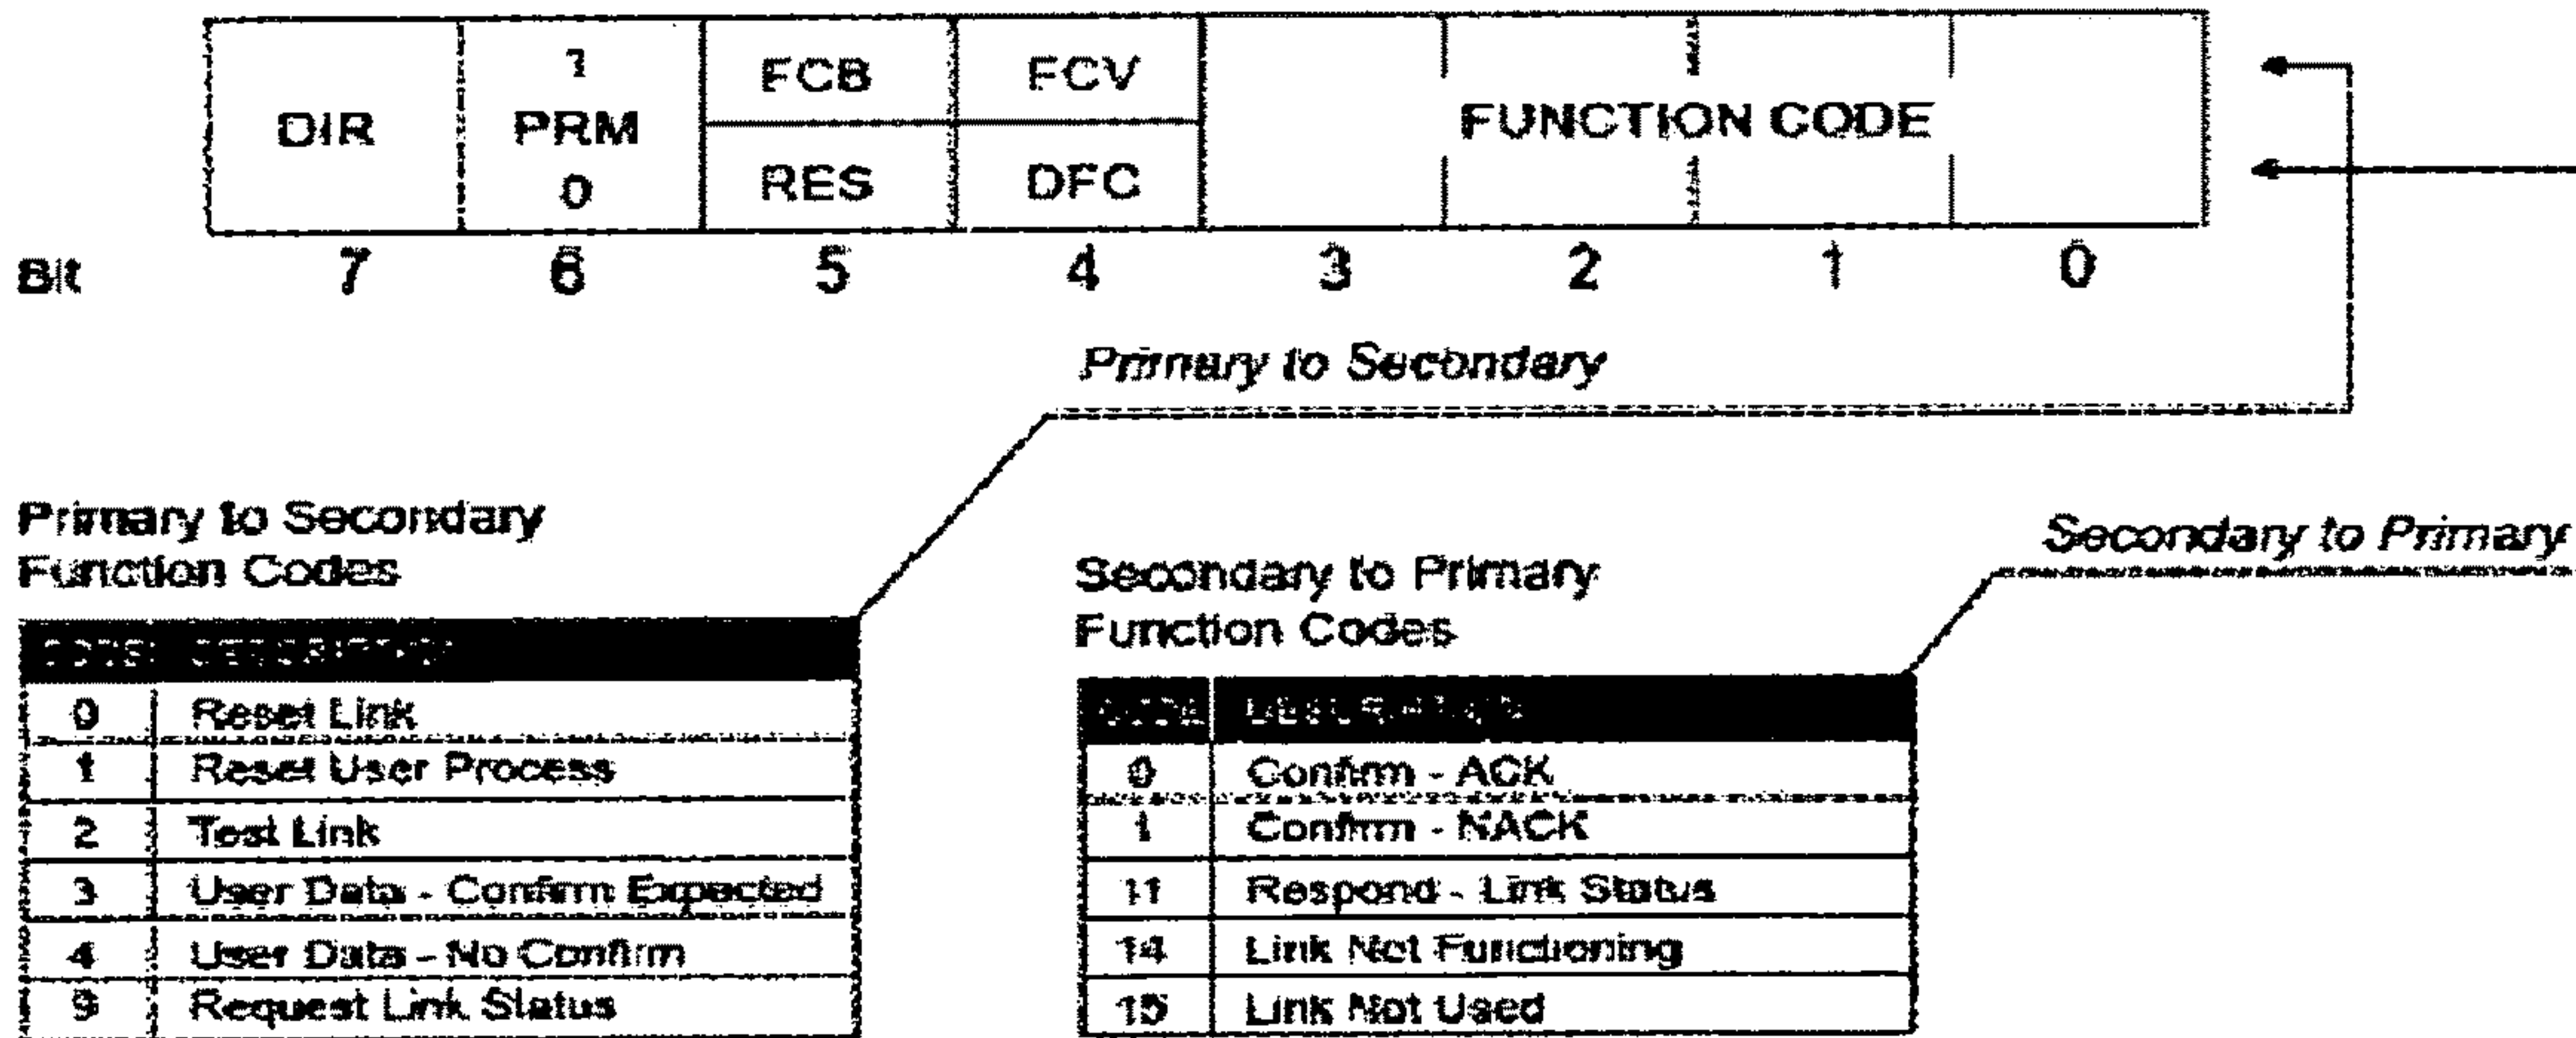 DIR
1
PRM
0
FCB
FCV
RES
DFC
FUNCTION CODE
Bit 7 6 5 4 3 2 1 0
Primary to Secondary
Primary to Secondary
Function Codes
0 Reset Link
1 Reset User Process
2 Test Link
3 User Data - Confirm Expected
4 User Data - No Confirm
9 Request Link Status
Secondary to Primary
Secondary to Primary
Function Codes
CODE DESCRIPTION
0 Confirm - ACK
1 Confirm - NACK
11 Respond - Link Status
14 Link Not Functioning
15 Link Not Used